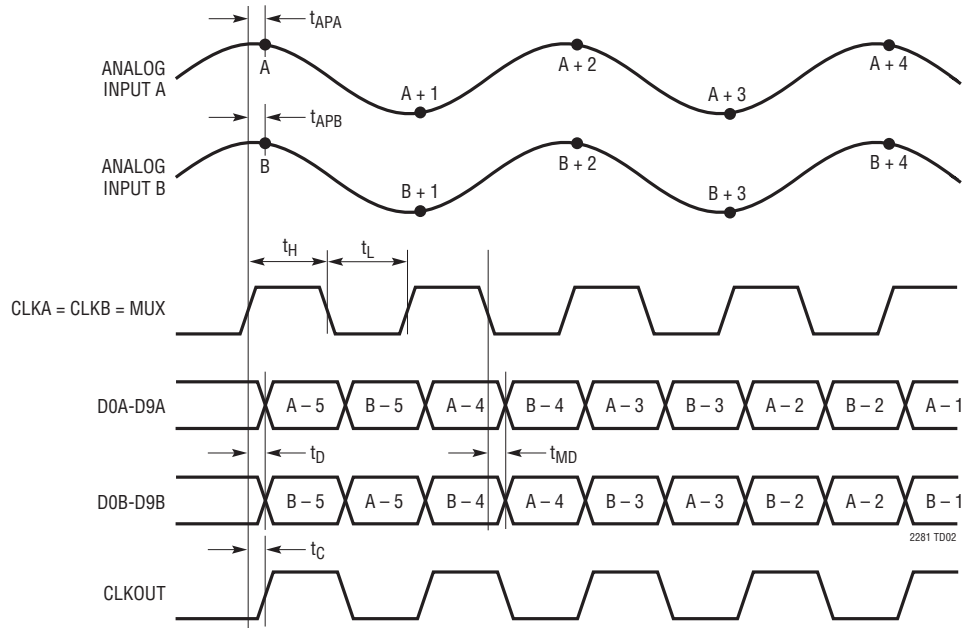 tAPA
ANALOG
INPUT A
A
A + 1
A + 2
A + 3
A + 4
tAPB
ANALOG
INPUT B
B
B + 1
B + 2
B + 3
B + 4
tH
tL
CLKA = CLKB = MUX
D0A-D9A
A – 5
B – 5
A – 4
B – 4
A – 3
B – 3
A – 2
B – 2
A – 1
tD
tMD
D0B-D9B
B – 5
A – 5
B – 4
A – 4
B – 3
A – 3
B – 2
A – 2
B – 1
2281 TD02
tC
CLKOUT